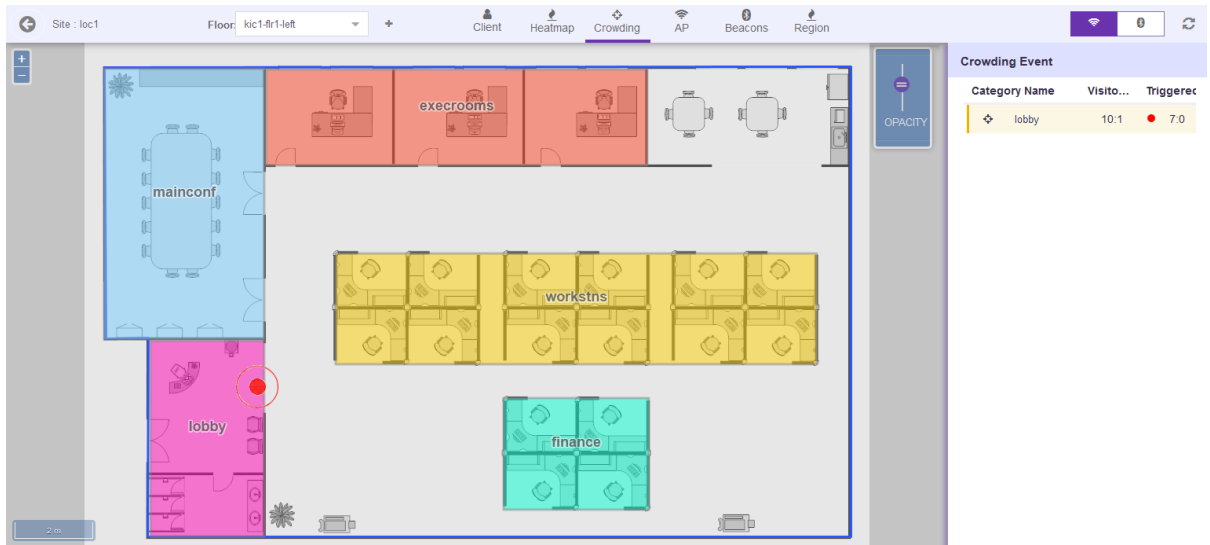 Site : loc1
Floor:
kic1-flr1-left
+
Client
Heatmap
Crowding
AP
Beacons
Region
+
−
OPACITY
Crowding Event
Category Name
Visito...
Triggered
lobby
10:1
7:0
execrooms
mainconf
workstns
lobby
finance
2 m